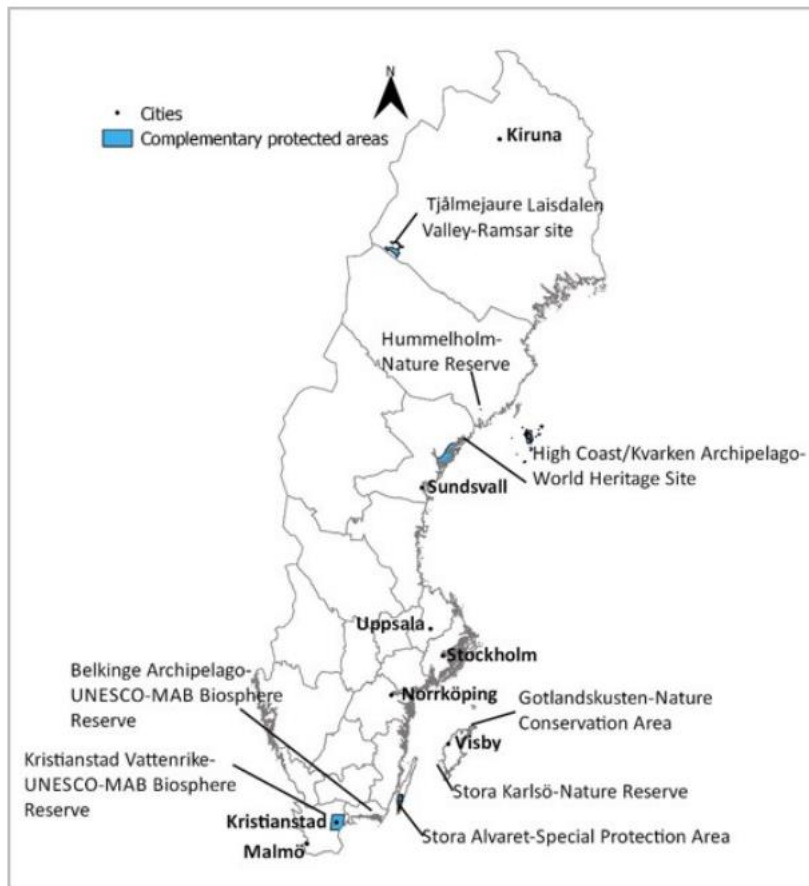 N
Cities
Complementary protected areas
Kiruna
Tjålmejaure Laisdalen
Valley-Ramsar site
Hummelholm-
Nature Reserve
High Coast/Kvarken Archipelago-
World Heritage Site
Sundsvall
Uppsala
Stockholm
Belkinge Archipelago-
UNESCO-MAB Biosphere
Reserve
Norrköping
Gotlandskusten-Nature
Conservation Area
Visby
Kristianstad Vattenrike-
UNESCO-MAB Biosphere
Reserve
Stora Karlsö-Nature Reserve
Kristianstad
Stora Alvaret-Special Protection Area
Malmö